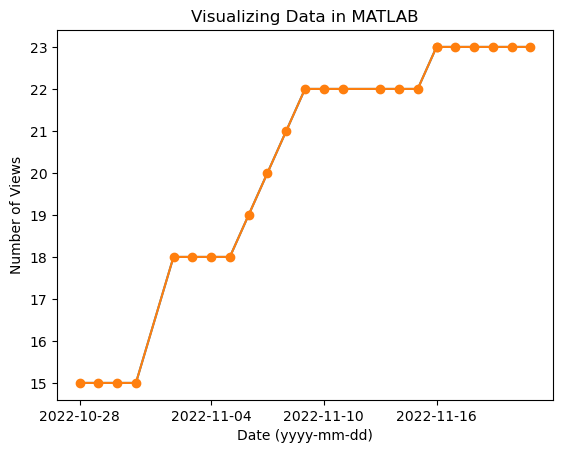 Visualizing Data in MATLAB
Number of Views
23
22
21
20
19
18
17
16
15
2022-10-28 2022-11-04 2022-11-10 2022-11-16
Date (yyyy-mm-dd)